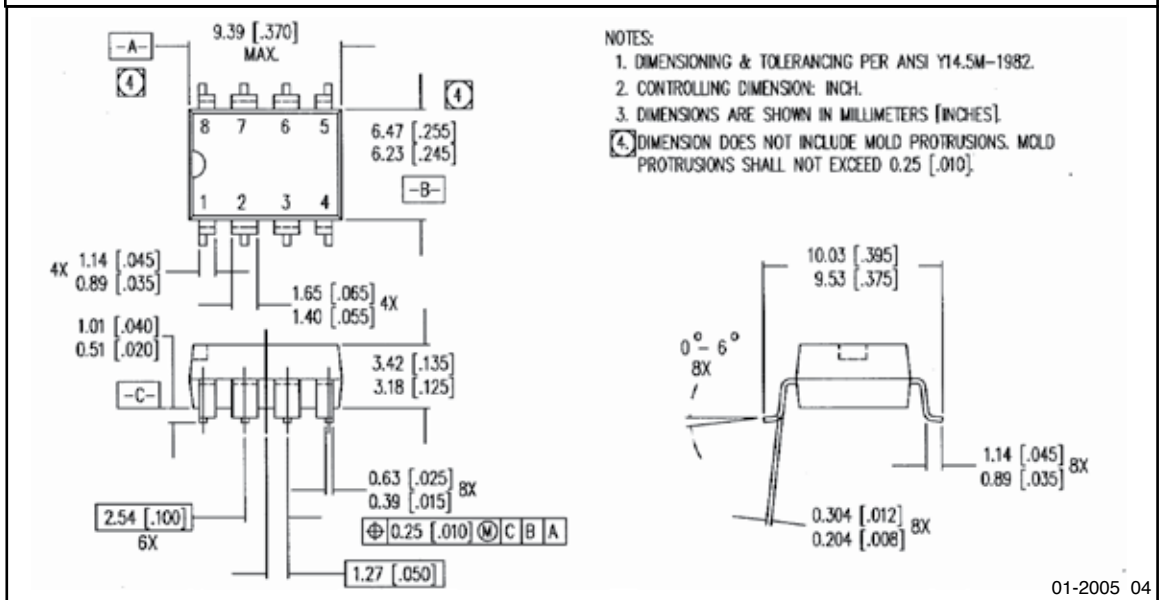 9.39 [.370]
MAX.
-A-
4
4
8 7 6 5
1 2 3 4
6.47 [.255]
6.23 [.245]
-B-
4X 1.14 [.045]
0.89 [.035]
1.65 [.065] 4X
1.40 [.055]
1.01 [.040]
0.51 [.020]
-C-
3.42 [.135]
3.18 [.125]
0.63 [.025] 8X
0.39 [.015]
2.54 [.100]
6X
⌖ 0.25 [.010] Ⓜ C B A
1.27 [.050]
NOTES:
1. DIMENSIONING & TOLERANCING PER ANSI Y14.5M-1982.
2. CONTROLLING DIMENSION: INCH.
3. DIMENSIONS ARE SHOWN IN MILLIMETERS [INCHES].
4. DIMENSION DOES NOT INCLUDE MOLD PROTRUSIONS. MOLD
PROTRUSIONS SHALL NOT EXCEED 0.25 [.010].
10.03 [.395]
9.53 [.375]
0°-6°
8X
1.14 [.045] 8X
0.89 [.035]
0.304 [.012] 8X
0.204 [.008]
01-2005 04